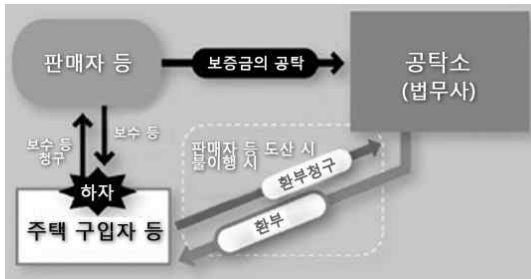 판매자 등
보증금의 공탁
공탁소
(법무사)
보수 등
청구
보수 등
판매자 등 도산 시
불이행 시
환부청구
환부
하자
주택 구입자 등